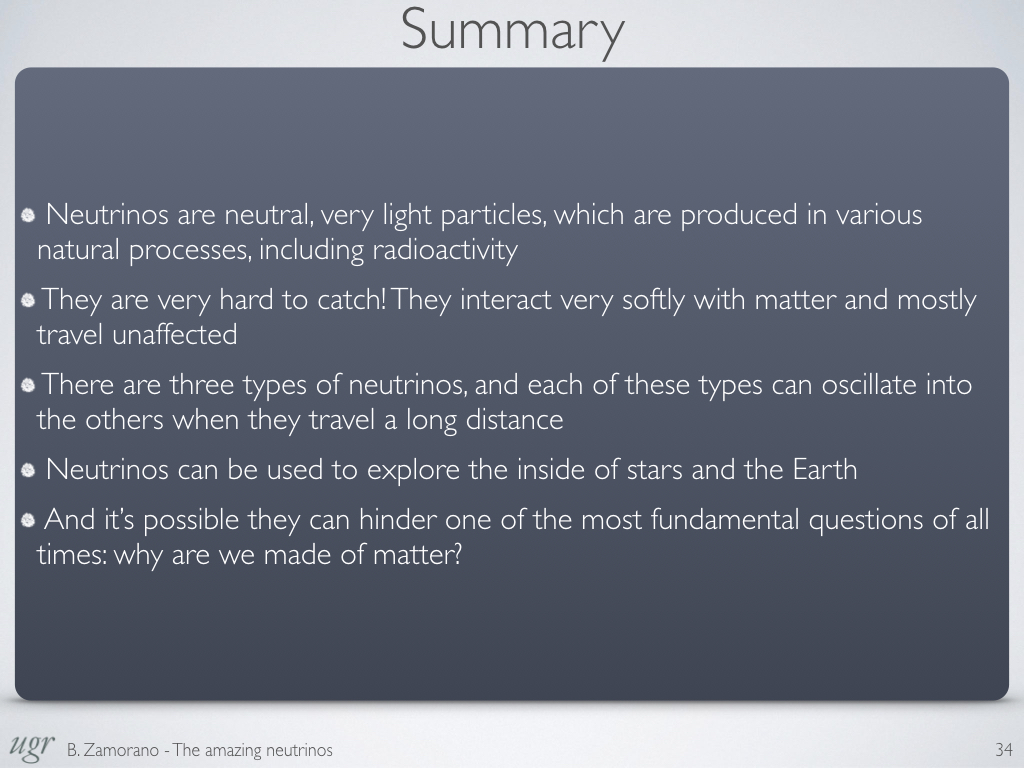 Summary
Neutrinos are neutral, very light particles, which are produced in various
natural processes, including radioactivity
They are very hard to catch! They interact very softly with matter and mostly
travel unaffected
There are three types of neutrinos, and each of these types can oscillate into
the others when they travel a long distance
Neutrinos can be used to explore the inside of stars and the Earth
And it’s possible they can hinder one of the most fundamental questions of all
times: why are we made of matter?
ugr B. Zamorano - The amazing neutrinos 34